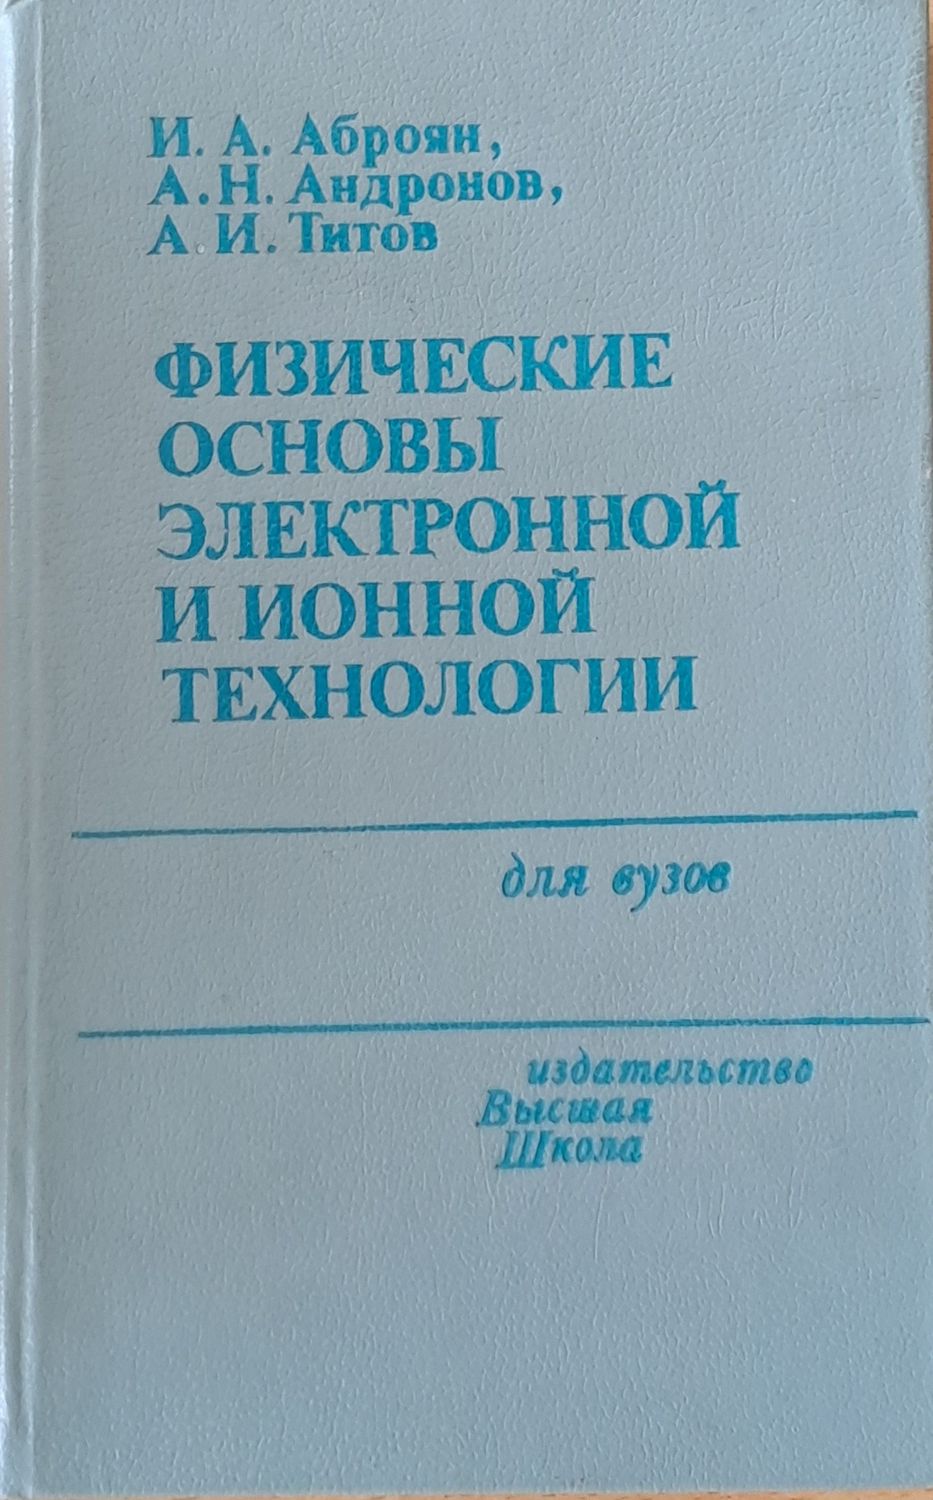 И. А. Аброян,
А. Н. Андронов,
А. И. Титов
ФИЗИЧЕСКИЕ
ОСНОВЫ
ЭЛЕКТРОННОЙ
И ИОННОЙ
ТЕХНОЛОГИИ
для вузов
издательство
Высшая
Школа